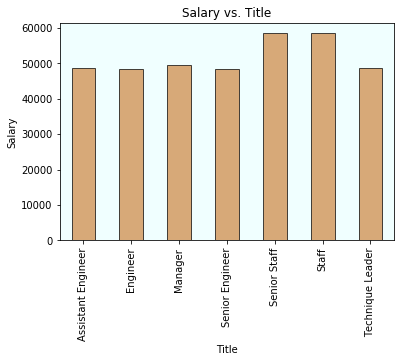 Salary vs. Title
60000
50000
40000
30000
20000
10000
0
Salary
Assistant Engineer
Engineer
Manager
Senior Engineer
Senior Staff
Staff
Technique Leader
Title